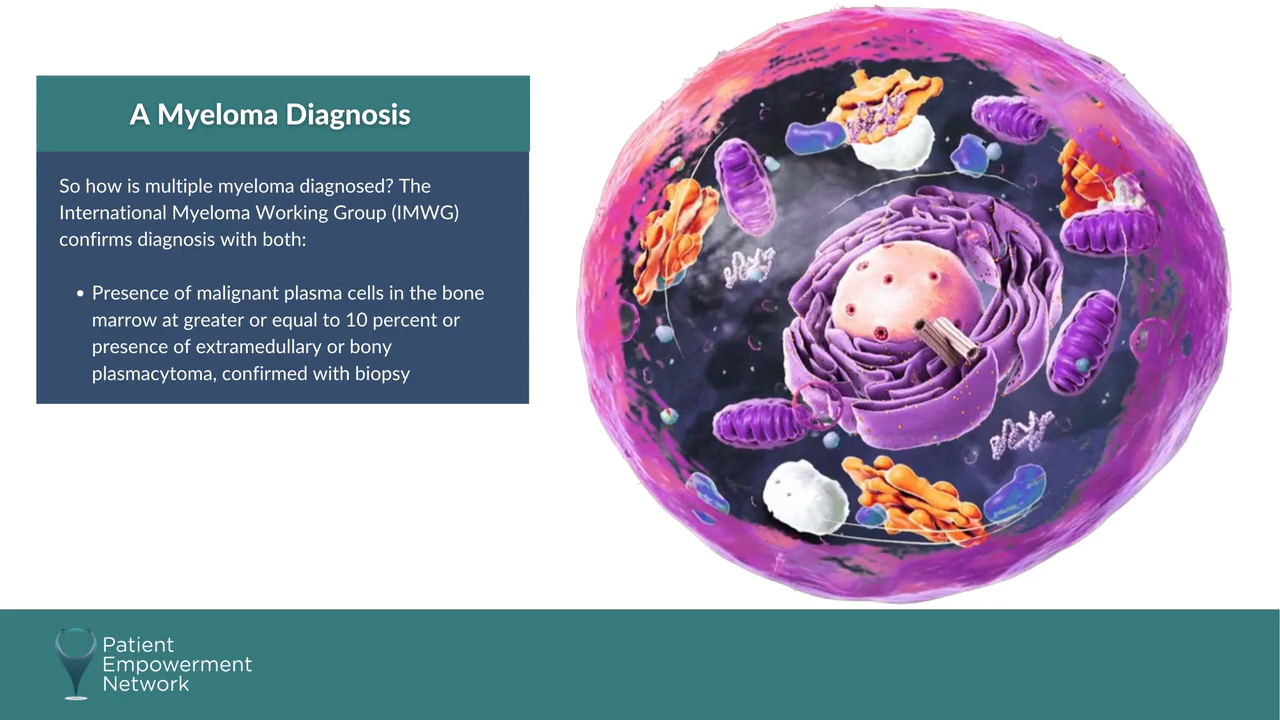 A Myeloma Diagnosis
So how is multiple myeloma diagnosed? The
International Myeloma Working Group (IMWG)
confirms diagnosis with both:
• Presence of malignant plasma cells in the bone
marrow at greater or equal to 10 percent or
presence of extramedullary or bony
plasmacytoma, confirmed with biopsy
Patient
Empowerment
Network